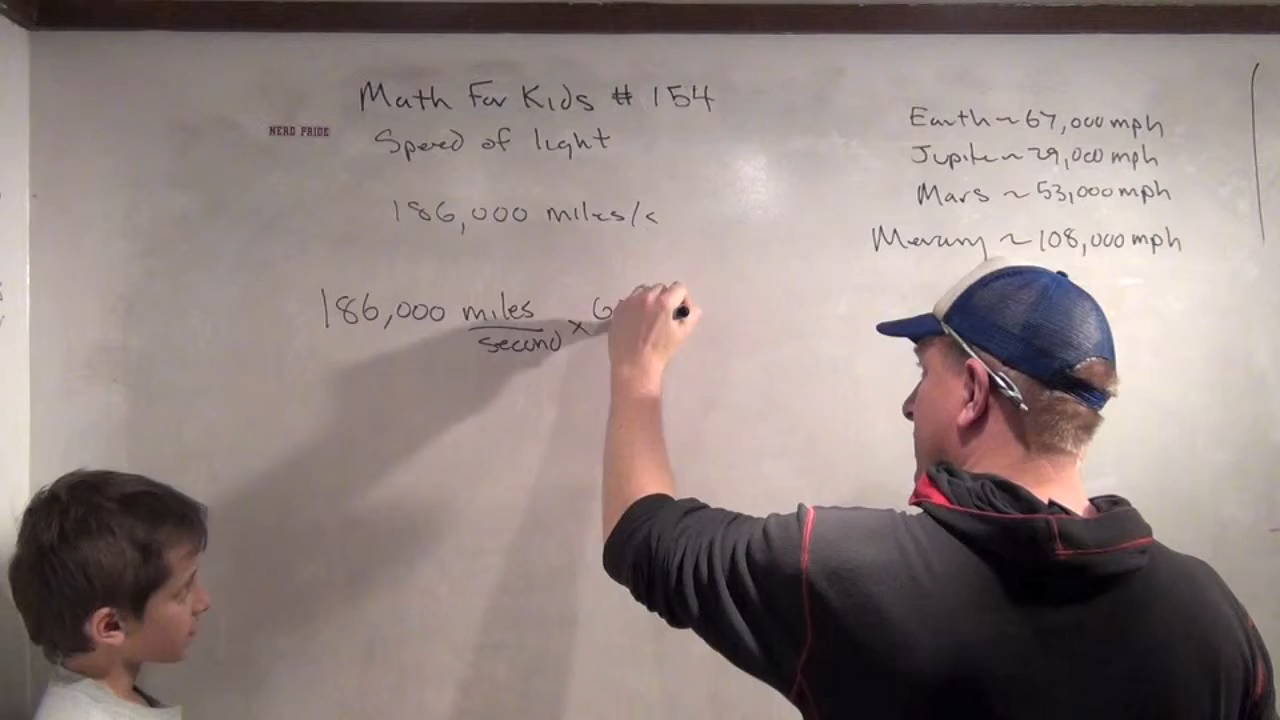 Math For Kids # 154
NERD PRIDE
Speed of light
186,000 miles/s
186,000 miles
second
x 6
Earth ~ 67,000 mph
Jupiter ~ 29,000 mph
Mars ~ 53,000 mph
Mercury ~ 108,000 mph